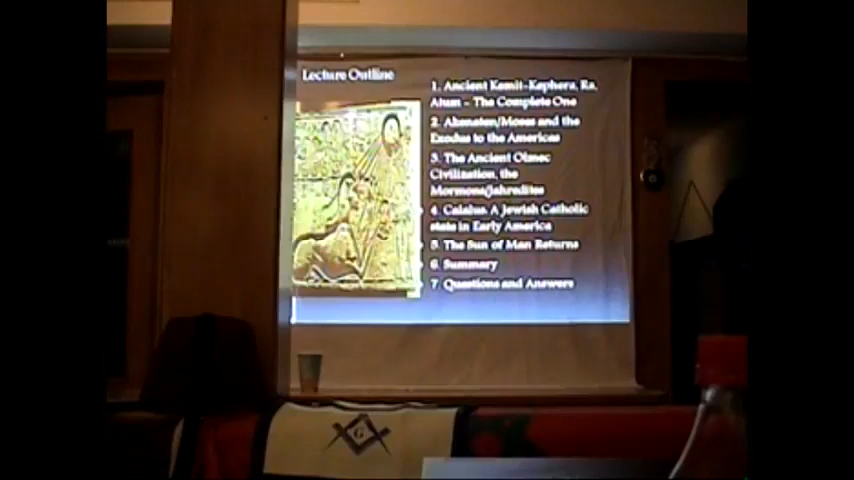 Lecture Outline
1. Ancient Kemit-Kephera, Ra,
Atum - The Complete One
2. Akenaten/Moses and the
Exodus to the Americas
3. The Ancient Olmec
Civilization, the
Mormons/Jahredites
4. Calalus. A Jewish Catholic
state in Early America
5. The Sun of Man Returns
6. Summary
7. Questions and Answers
G